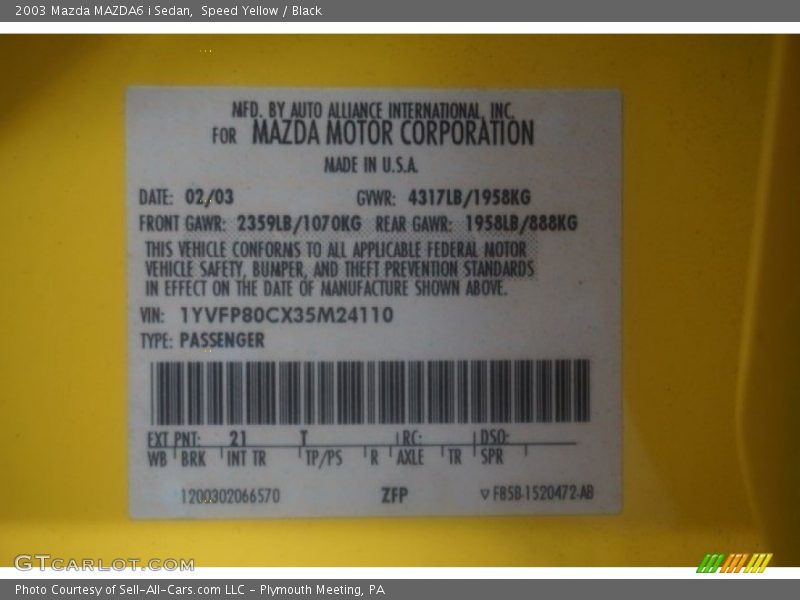 2003 Mazda MAZDA6 i Sedan, Speed Yellow / Black
MFD. BY AUTO ALLIANCE INTERNATIONAL, INC.
FOR MAZDA MOTOR CORPORATION
MADE IN U.S.A.
DATE: 02/03 GVWR: 4317LB/1958KG
FRONT GAWR: 2359LB/1070KG REAR GAWR: 1958LB/888KG
THIS VEHICLE CONFORMS TO ALL APPLICABLE FEDERAL MOTOR
VEHICLE SAFETY, BUMPER, AND THEFT PREVENTION STANDARDS
IN EFFECT ON THE DATE OF MANUFACTURE SHOWN ABOVE.
VIN: 1YVFP80CX35M24110
TYPE: PASSENGER
EXT PNT: 21 T RC: DSO:
WB BRK INT TR TP/PS R AXLE TR SPR
1200302066570 ZFP F85B-1520472-AB
GTCARLOT.COM
Photo Courtesy of Sell-All-Cars.com LLC - Plymouth Meeting, PA